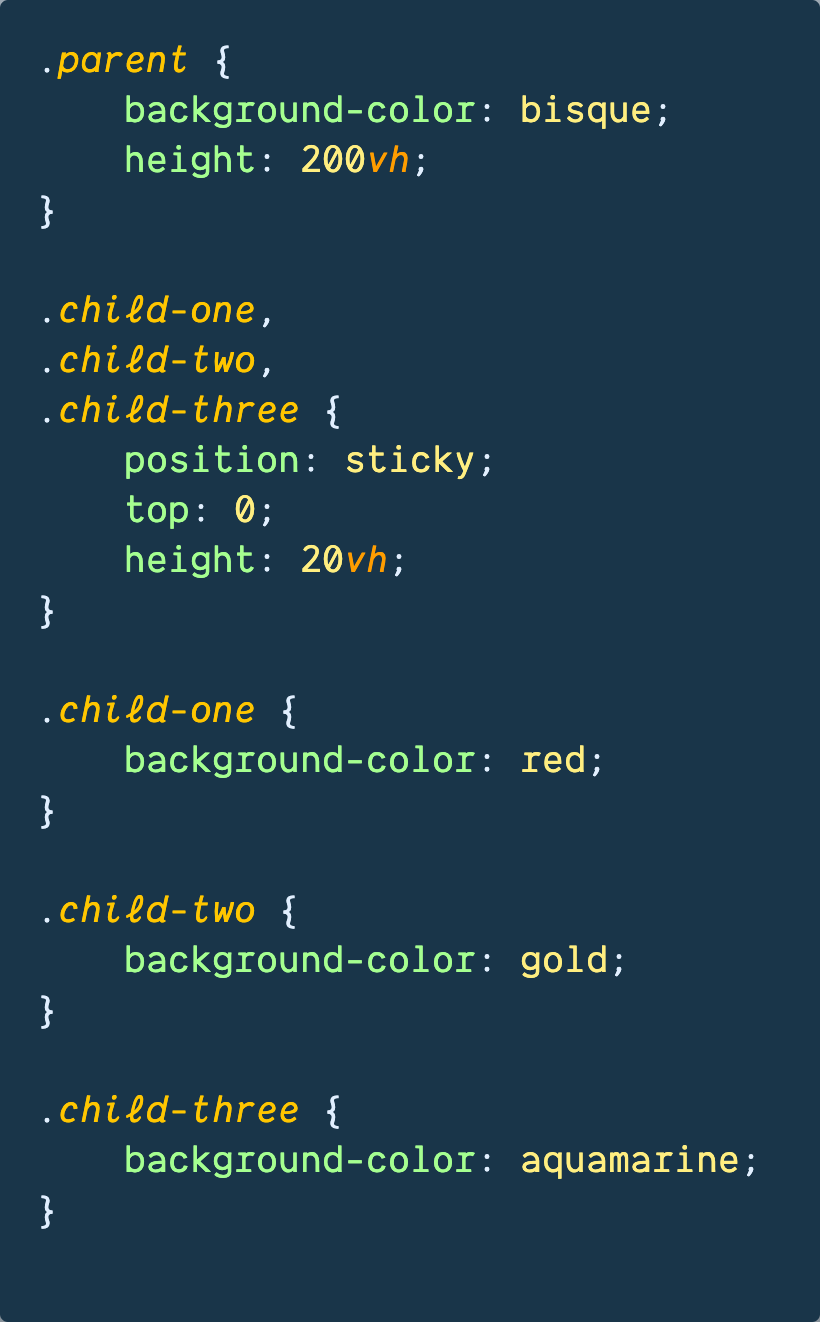 .parent {
    background-color: bisque;
    height: 200vh;
}

.child-one,
.child-two,
.child-three {
    position: sticky;
    top: 0;
    height: 20vh;
}

.child-one {
    background-color: red;
}

.child-two {
    background-color: gold;
}

.child-three {
    background-color: aquamarine;
}